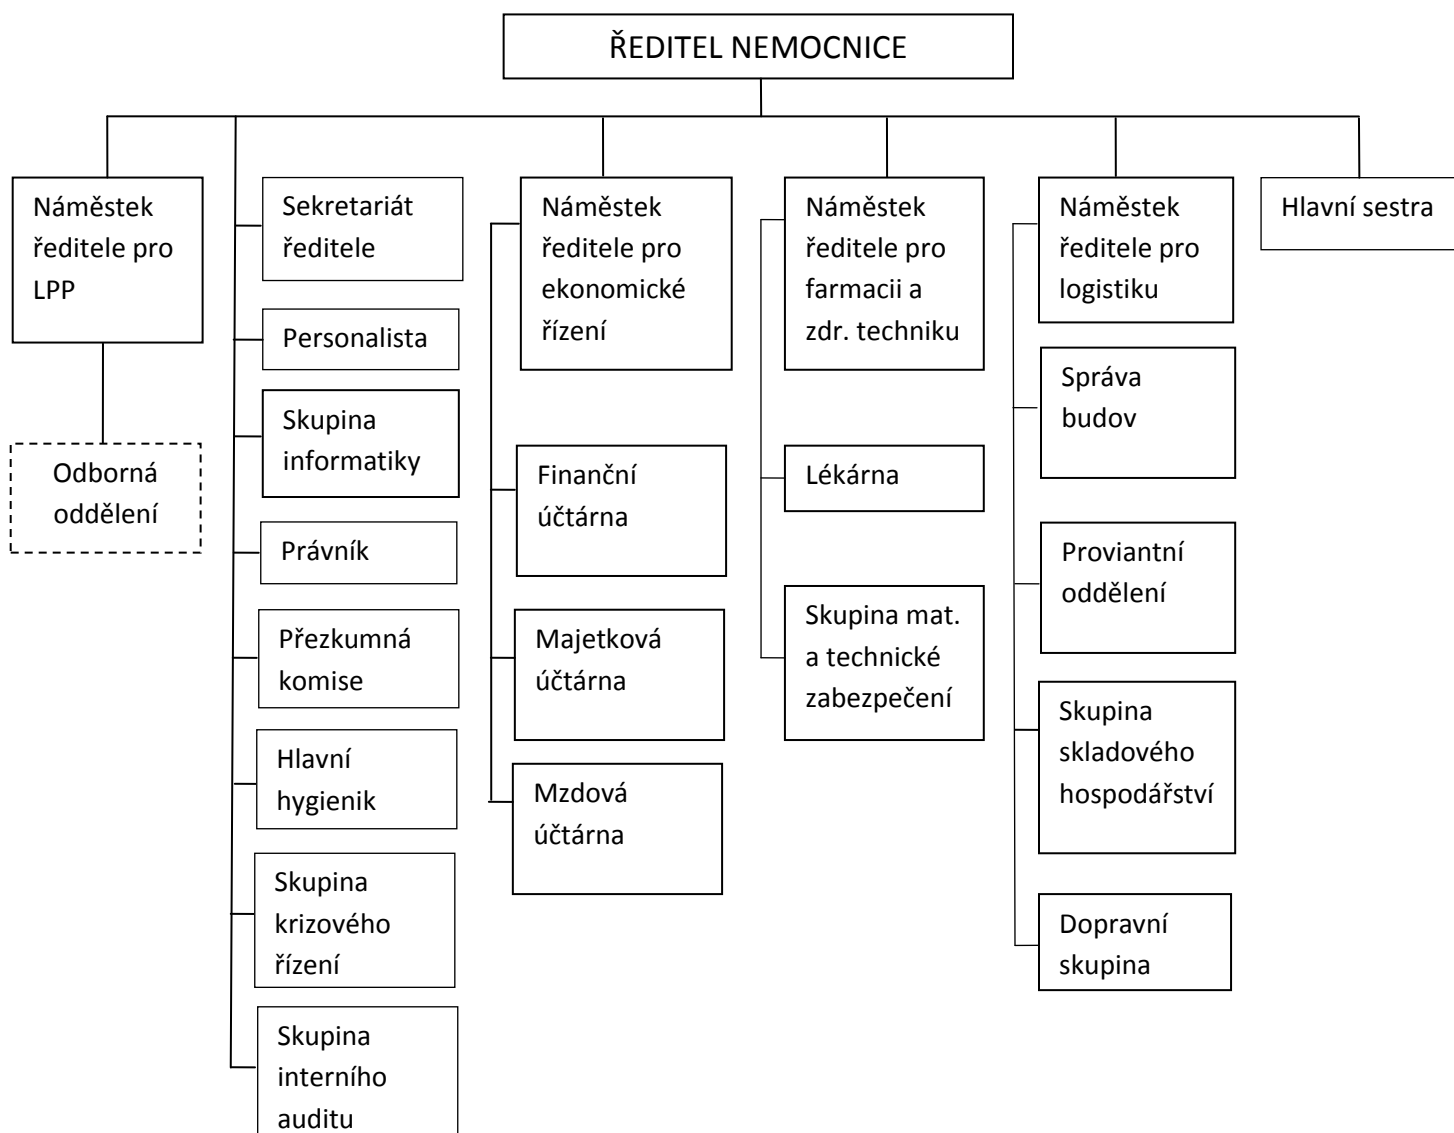 ŘEDITEL NEMOCNICE
Náměstek
ředitele pro
LPP
Odborná
oddělení
Sekretariát
ředitele
Personalista
Skupina
informatiky
Právník
Přezkumná
komise
Hlavní
hygienik
Skupina
krizového
řízení
Skupina
interního
auditu
Náměstek
ředitele pro
ekonomické
řízení
Finanční
účtárna
Majetková
účtárna
Mzdová
účtárna
Náměstek
ředitele pro
farmacii a
zdr. techniku
Lékárna
Skupina mat.
a technické
zabezpečení
Náměstek
ředitele pro
logistiku
Správa
budov
Proviantní
oddělení
Skupina
skladového
hospodářství
Dopravní
skupina
Hlavní sestra